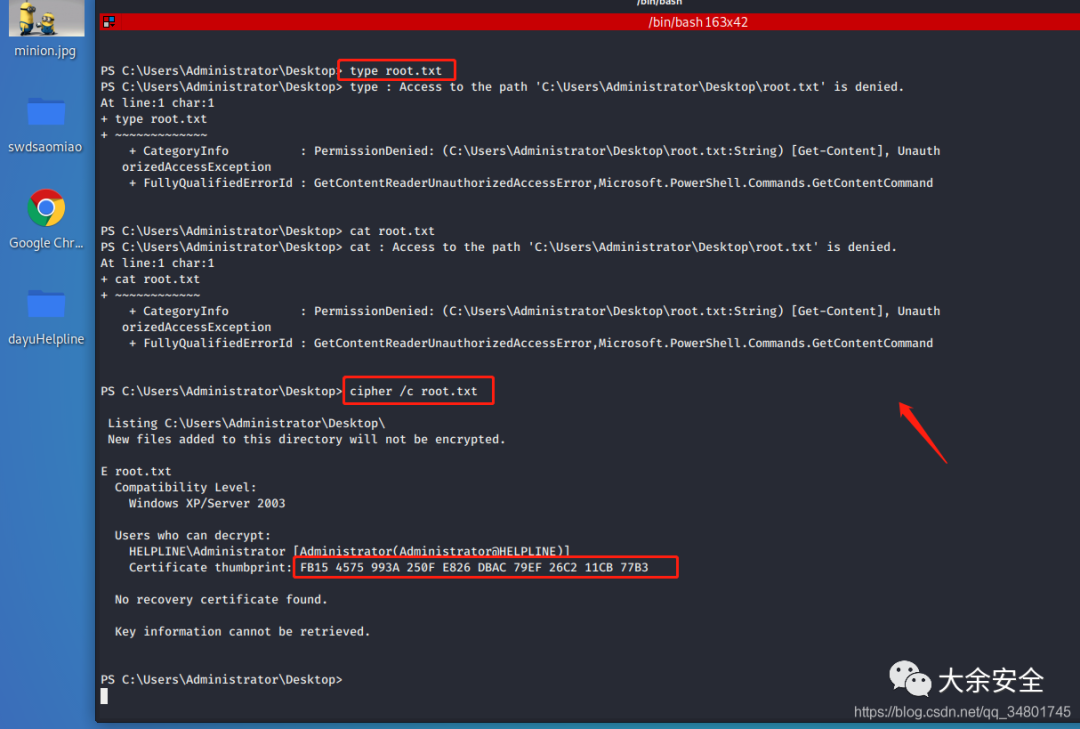 /bin/bash
/bin/bash 163x42
minion.jpg
swdsaomiao
Google Chr...
dayuHelpline
PS C:\Users\Administrator\Desktop> type root.txt
PS C:\Users\Administrator\Desktop> type : Access to the path 'C:\Users\Administrator\Desktop\root.txt' is denied.
At line:1 char:1
+ type root.txt
+ ~~~~~~~~~~~~~
+ CategoryInfo          : PermissionDenied: (C:\Users\Administrator\Desktop\root.txt:String) [Get-Content], Unauth
orizedAccessException
+ FullyQualifiedErrorId : GetContentReaderUnauthorizedAccessError,Microsoft.PowerShell.Commands.GetContentCommand
PS C:\Users\Administrator\Desktop> cat root.txt
PS C:\Users\Administrator\Desktop> cat : Access to the path 'C:\Users\Administrator\Desktop\root.txt' is denied.
At line:1 char:1
+ cat root.txt
+ ~~~~~~~~~~~~
+ CategoryInfo          : PermissionDenied: (C:\Users\Administrator\Desktop\root.txt:String) [Get-Content], Unauth
orizedAccessException
+ FullyQualifiedErrorId : GetContentReaderUnauthorizedAccessError,Microsoft.PowerShell.Commands.GetContentCommand
PS C:\Users\Administrator\Desktop> cipher /c root.txt
Listing C:\Users\Administrator\Desktop\
New files added to this directory will not be encrypted.
E root.txt
Compatibility Level:
Windows XP/Server 2003
Users who can decrypt:
HELPLINE\Administrator [Administrator(Administrator@HELPLINE)]
Certificate thumbprint: FB15 4575 993A 250F E826 DBAC 79EF 26C2 11CB 77B3
No recovery certificate found.
Key information cannot be retrieved.
PS C:\Users\Administrator\Desktop>
大余安全
https://blog.csdn.net/qq_34801745